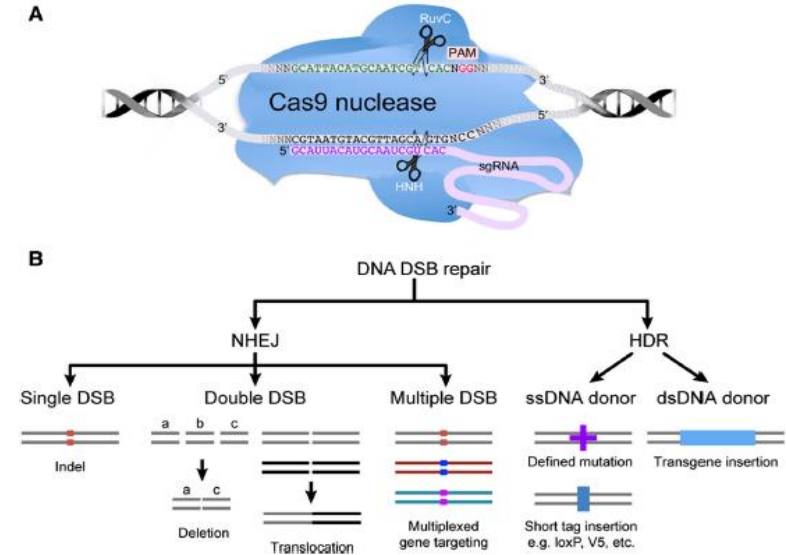 A
RuvC
PAM
5'
NNNNGCATTACATGCAATCGTCACNGGNN
3'
Cas9 nuclease
5'
3'
NNNCGTAATGTACGTTAGCAGTGNCCNNN
5' GCAUUACAUGCAAUCGUCAC
sgRNA
HNH
3'
B
DNA DSB repair
NHEJ
HDR
Single DSB
Double DSB
Multiple DSB
ssDNA donor
dsDNA donor
a b c
Indel
a c
Deletion
Translocation
Multiplexed
gene targeting
Defined mutation
Transgene insertion
Short tag insertion
e.g. loxP, V5, etc.